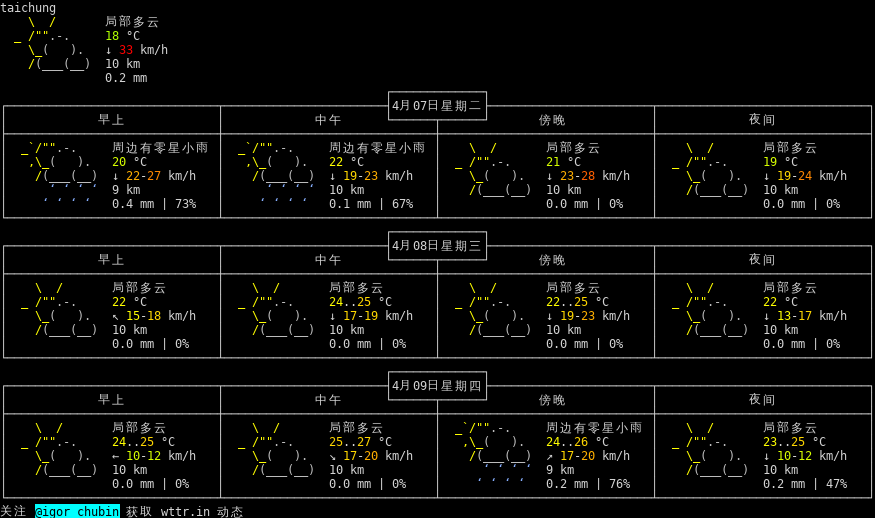 taichung
局部多云
18 °C
↓ 33 km/h
10 km
0.2 mm
4月07日星期二
早上 中午 傍晚 夜间
周边有零星小雨 周边有零星小雨 局部多云 局部多云
20 °C 22 °C 21 °C 19 °C
↓ 22-27 km/h ↓ 19-23 km/h ↓ 23-28 km/h ↓ 19-24 km/h
9 km 10 km 10 km 10 km
0.4 mm | 73% 0.1 mm | 67% 0.0 mm | 0% 0.0 mm | 0%
4月08日星期三
早上 中午 傍晚 夜间
局部多云 局部多云 局部多云 局部多云
22 °C 24..25 °C 22..25 °C 22 °C
↖ 15-18 km/h ↓ 17-19 km/h ↓ 19-23 km/h ↓ 13-17 km/h
10 km 10 km 10 km 10 km
0.0 mm | 0% 0.0 mm | 0% 0.0 mm | 0% 0.0 mm | 0%
4月09日星期四
早上 中午 傍晚 夜间
局部多云 局部多云 周边有零星小雨 局部多云
24..25 °C 25..27 °C 24..26 °C 23..25 °C
← 10-12 km/h ↘ 17-20 km/h ↗ 17-20 km/h ↓ 10-12 km/h
10 km 10 km 9 km 10 km
0.0 mm | 0% 0.0 mm | 0% 0.2 mm | 76% 0.2 mm | 47%
关注 @igor_chubin 获取 wttr.in 动态